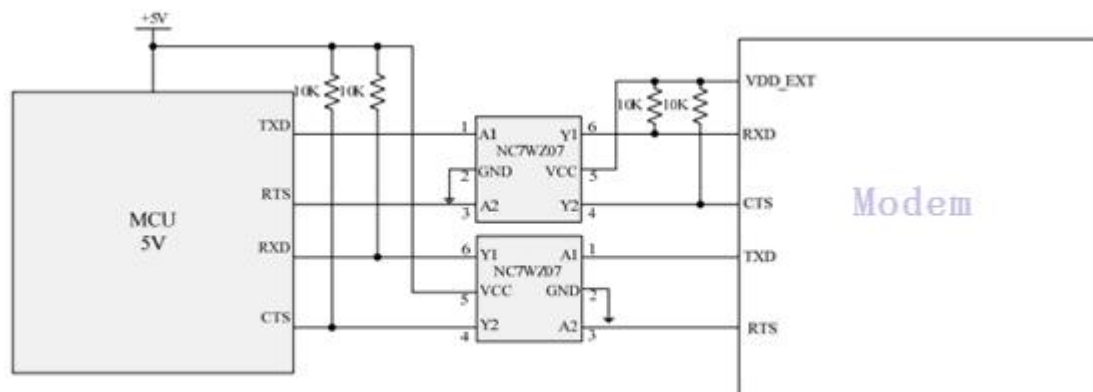 +5V
10K 10K
10K 10K
VDD_EXT
TXD
1 A1 Y1 6
RXD
NC7WZ07
2 GND VCC 5
RTS
3 A2 Y2 4
CTS
MCU
5V
Modem
RXD
6 Y1 A1 1
TXD
NC7WZ07
5 VCC GND 2
CTS
4 Y2 A2 3
RTS